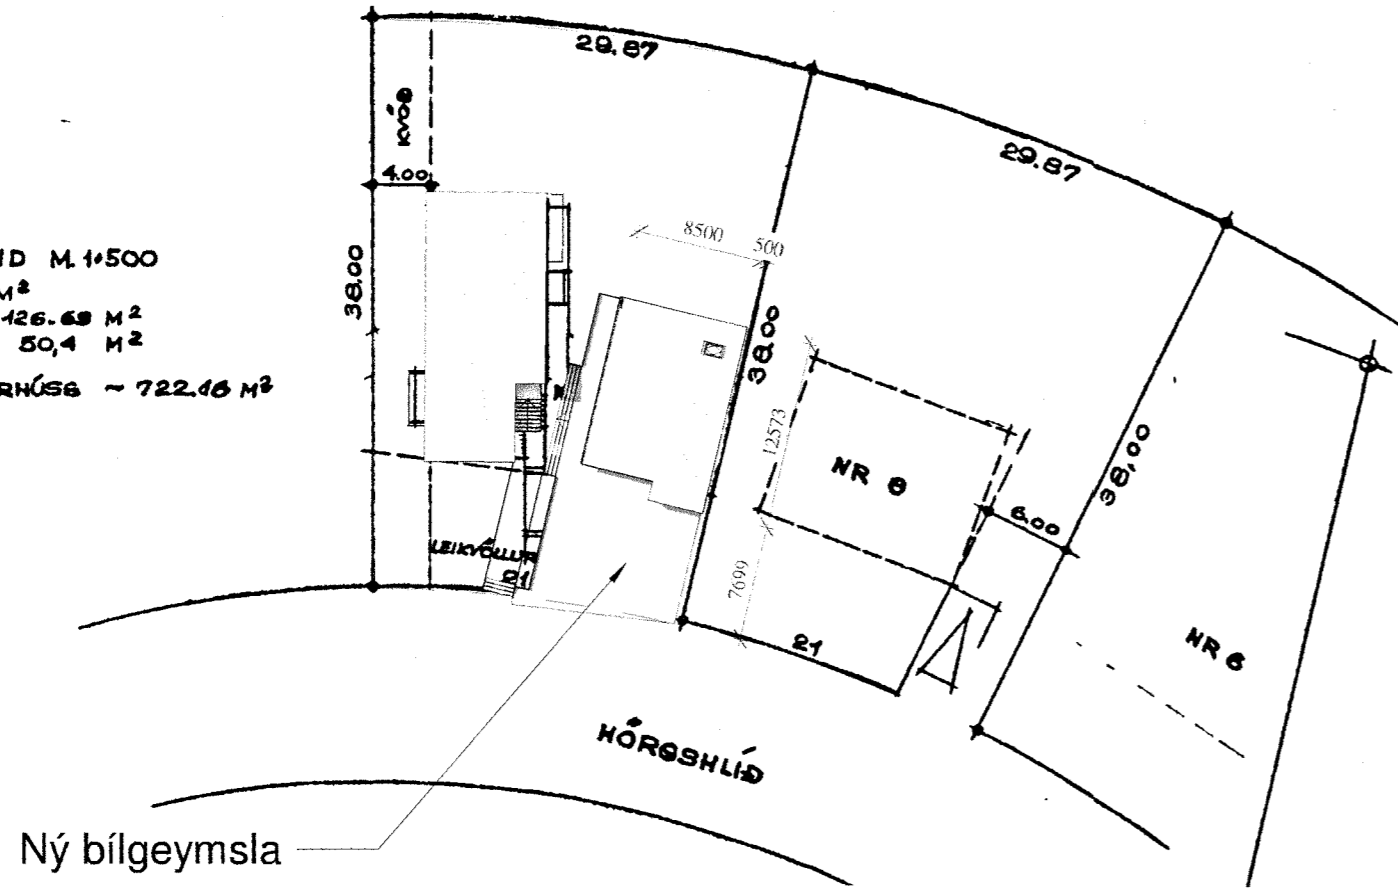 29.87
KVÖÐ
29.87
4.00
8500
500
ID M. 1:500
M²
38.00
126.69 M²
38.00
50,4 M²
RHÚSS ~ 722.16 M³
12573
NR 8
38,00
6.00
LEIKVÖLLUR
21
7699
21
NR 6
HÖRGSHLÍÐ
Ný bílgeymsla